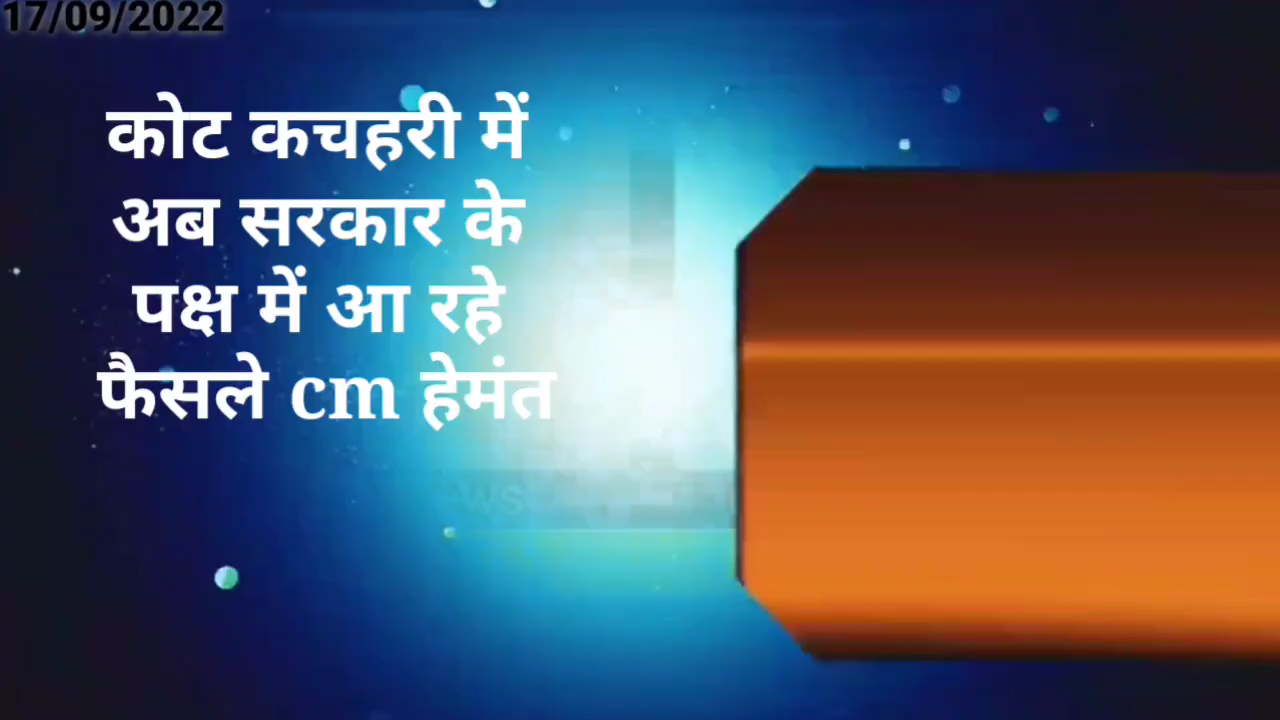 17/09/2022
कोट कचहरी में
अब सरकार के
पक्ष में आ रहे
फैसले cm हेमंत